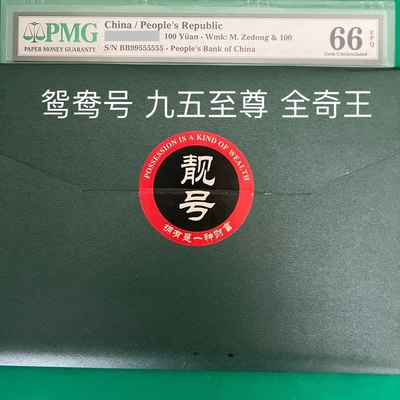 PMG
PAPER MONEY GUARANTY
China / People's Republic
100 Yüan - Wmk: M. Zedong & 100
S/N BB99555555 - People's Bank of China
66 EPQ
Gem Uncirculated
鸳鸯号 九五至尊 全奇王
POSSESSION IS A KIND OF WEALTH
靓号
拥有是一种财富